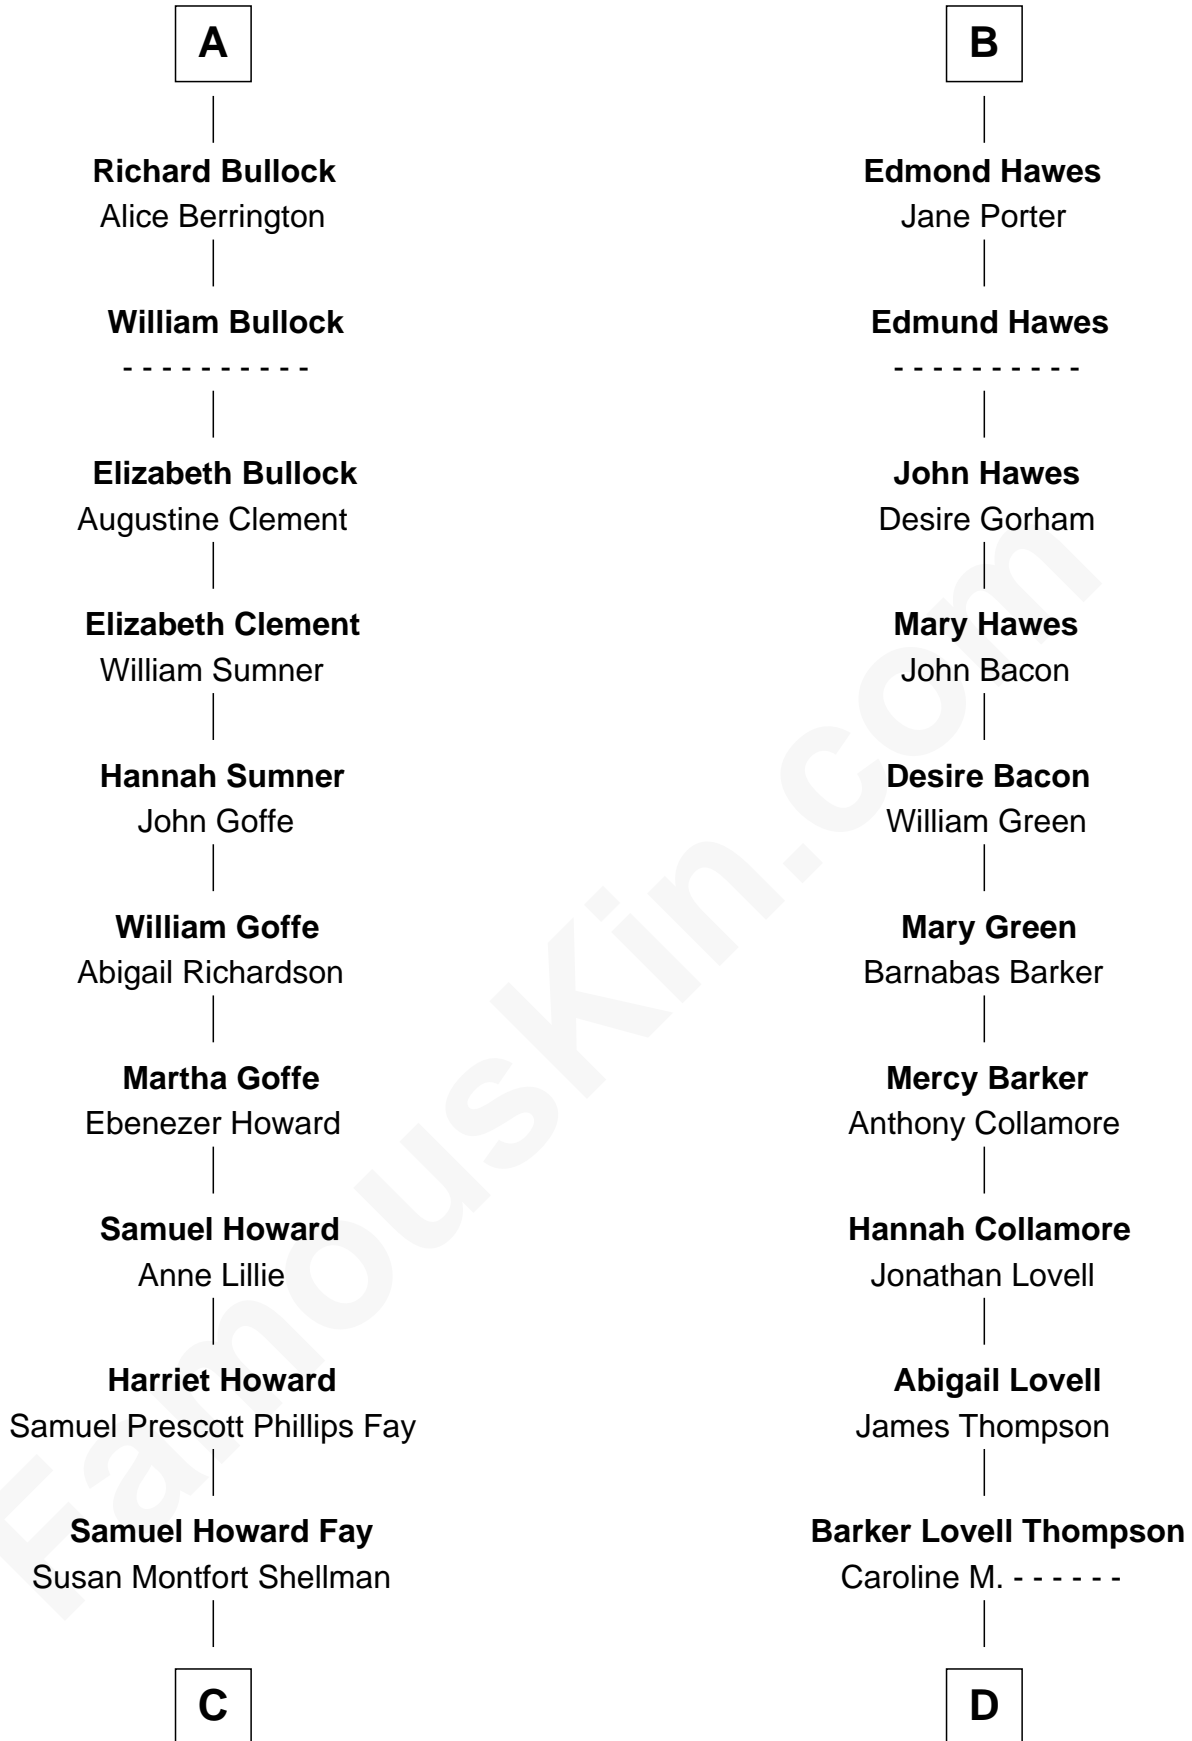 A
Richard Bullock
Alice Berrington
William Bullock
- - - - - - - - - -
Elizabeth Bullock
Augustine Clement
Elizabeth Clement
William Sumner
Hannah Sumner
John Goffe
William Goffe
Abigail Richardson
Martha Goffe
Ebenezer Howard
Samuel Howard
Anne Lillie
Harriet Howard
Samuel Prescott Phillips Fay
Samuel Howard Fay
Susan Montfort Shellman
C
B
Edmond Hawes
Jane Porter
Edmund Hawes
- - - - - - - - - -
John Hawes
Desire Gorham
Mary Hawes
John Bacon
Desire Bacon
William Green
Mary Green
Barnabas Barker
Mercy Barker
Anthony Collamore
Hannah Collamore
Jonathan Lovell
Abigail Lovell
James Thompson
Barker Lovell Thompson
Caroline M. - - - - - -
D
FamousKin.com